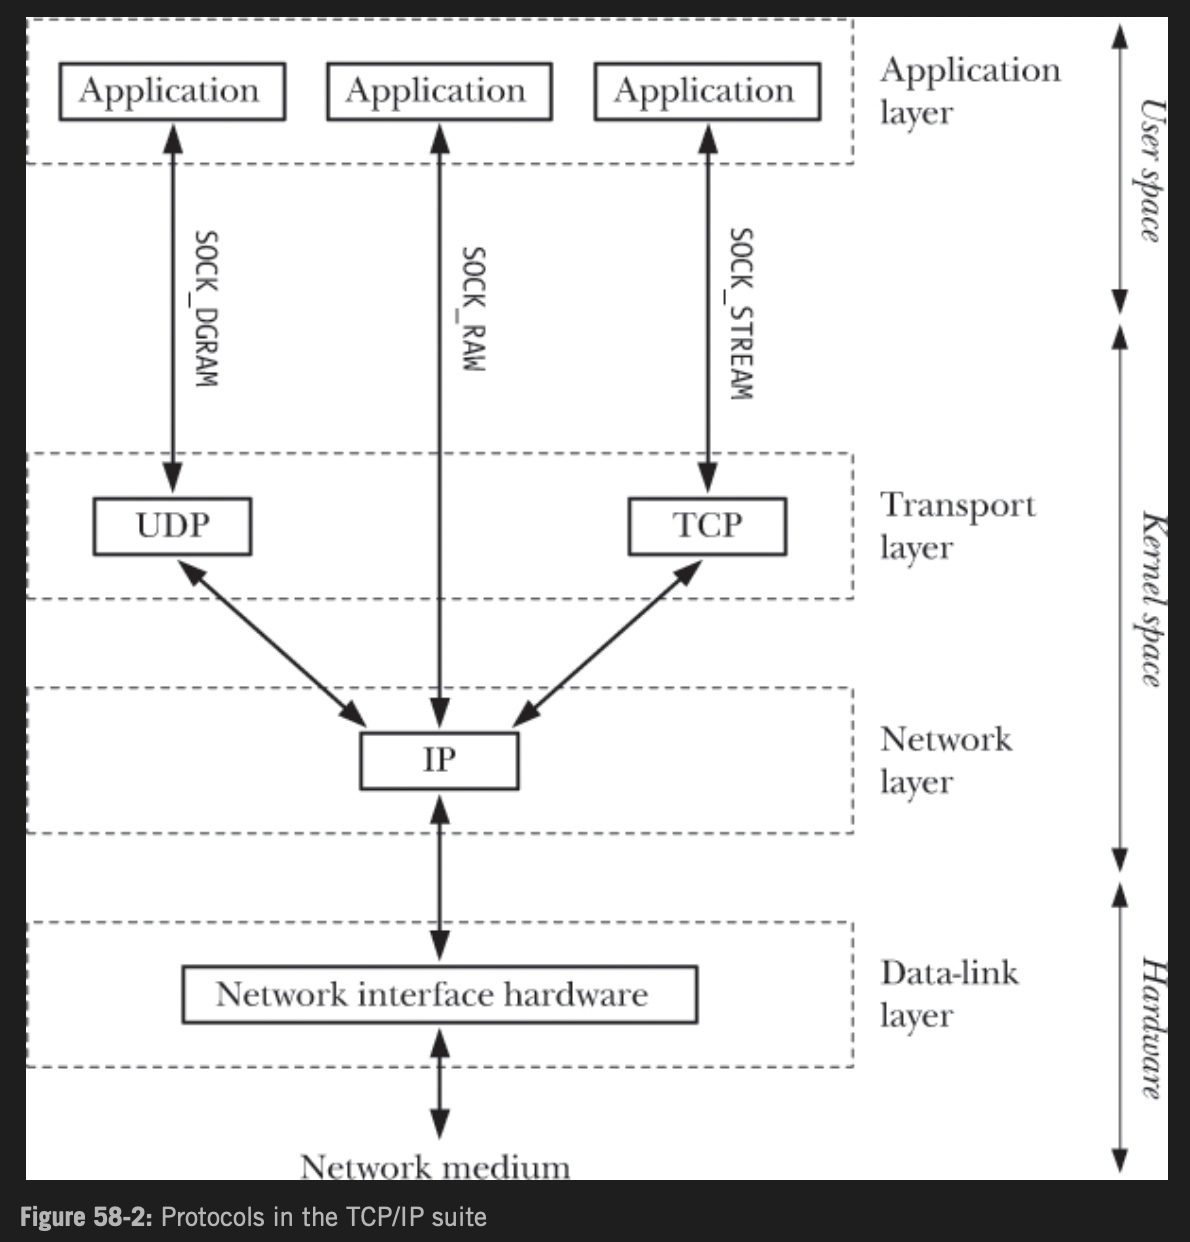 Application
Application
Application
Application
layer
User space
SOCK_DGRAM
SOCK_RAW
SOCK_STREAM
UDP
TCP
Transport
layer
Kernel space
IP
Network
layer
Network interface hardware
Data-link
layer
Hardware
Network medium
Figure 58-2: Protocols in the TCP/IP suite